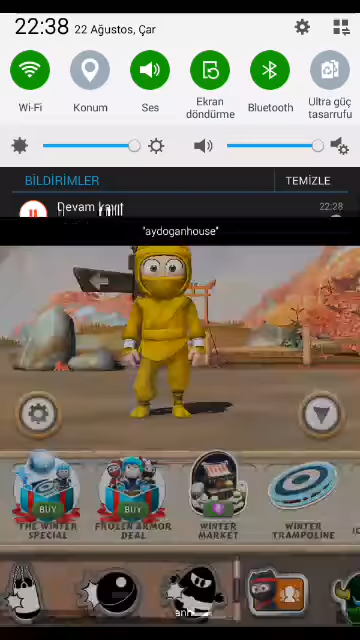 22:38 22 Ağustos, Çar
Wi-Fi
Konum
Ses
Ekran
döndürme
Bluetooth
Ultra güç
tasarrufu
BİLDİRİMLER
TEMİZLE
Devam
22:28
"aydoganhouse"
BUY
THE WINTER
SPECIAL
BUY
FROZEN ARMOR
DEAL
WINTER
MARKET
WINTER
TRAMPOLINE